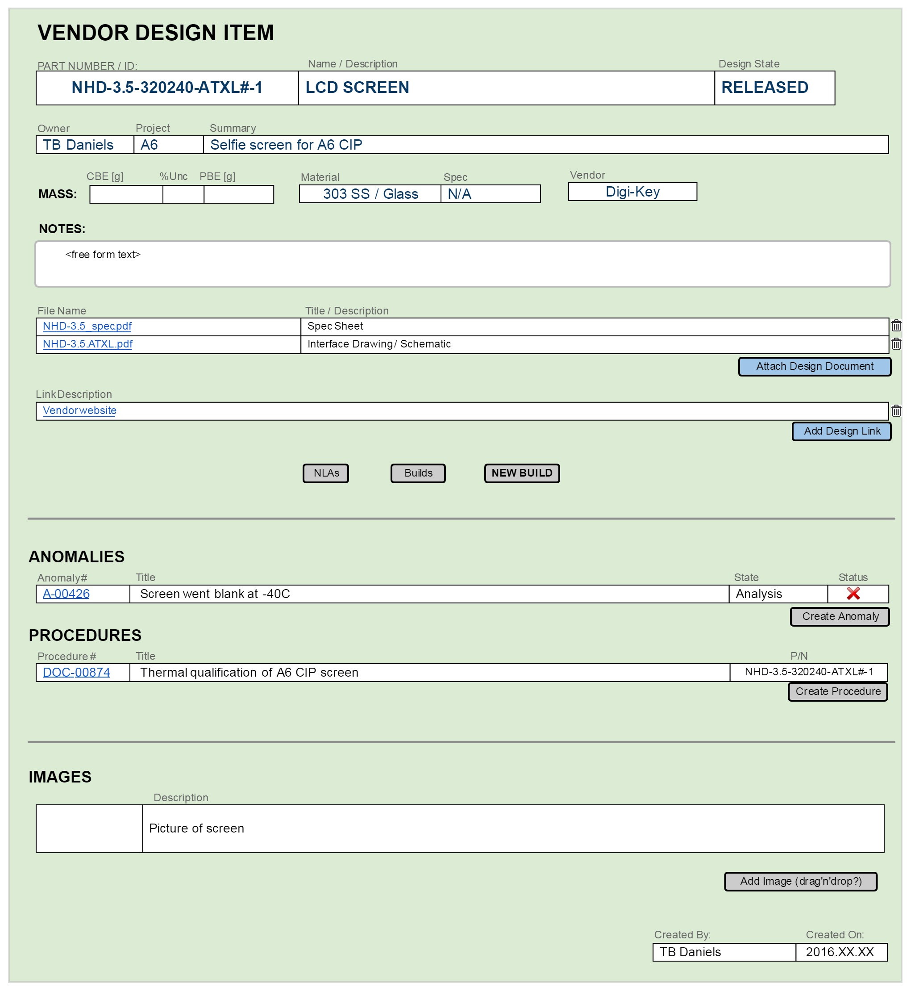 VENDOR DESIGN ITEM
PART NUMBER / ID: Name / Description Design State
NHD-3.5-320240-ATXL#-1 LCD SCREEN RELEASED
Owner Project Summary
TB Daniels A6 Selfie screen for A6 CIP
CBE [g] %Unc PBE [g] Material Spec Vendor
MASS: 303 SS / Glass N/A Digi-Key
NOTES:
<free form text>
File Name Title / Description
NHD-3.5_spec.pdf Spec Sheet
NHD-3.5.ATXL.pdf Interface Drawing / Schematic
Attach Design Document
Link Description
Vendor website
Add Design Link
NLAs Builds NEW BUILD
ANOMALIES
Anomaly # Title State Status
A-00426 Screen went blank at -40C Analysis
Create Anomaly
PROCEDURES
Procedure # Title P/N
DOC-00874 Thermal qualification of A6 CIP screen NHD-3.5-320240-ATXL#-1
Create Procedure
IMAGES
Description
Picture of screen
Add Image (drag'n'drop?)
Created By: Created On:
TB Daniels 2016.XX.XX